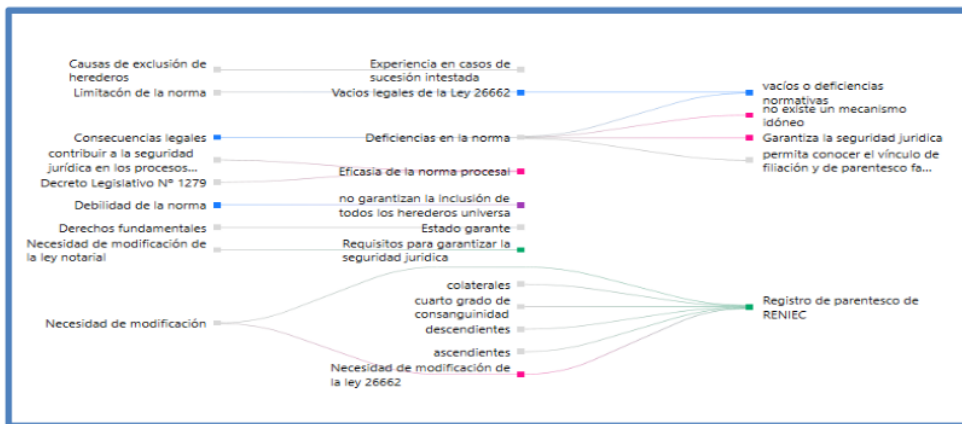 Causas de exclusión de
herederos
Limitacón de la norma
Consecuencias legales
contribuir a la seguridad
jurídica en los procesos...
Decreto Legislativo Nº 1279
Debilidad de la norma
Derechos fundamentales
Necesidad de modificación de
la ley notarial
Necesidad de modificación
Experiencia en casos de
sucesión intestada
Vacios legales de la Ley 26662
Deficiencias en la norma
Eficasia de la norma procesal
no garantizan la inclusión de
todos los herederos universa
Estado garante
Requisitos para garantizar la
seguridad juridica
colaterales
cuarto grado de
consanguinidad
descendientes
ascendientes
Necesidad de modificación de
la ley 26662
vacíos o deficiencias
normativas
no existe un mecanismo
idóneo
Garantiza la seguridad juridica
permita conocer el vínculo de
filiación y de parentesco fa...
Registro de parentesco de
RENIEC